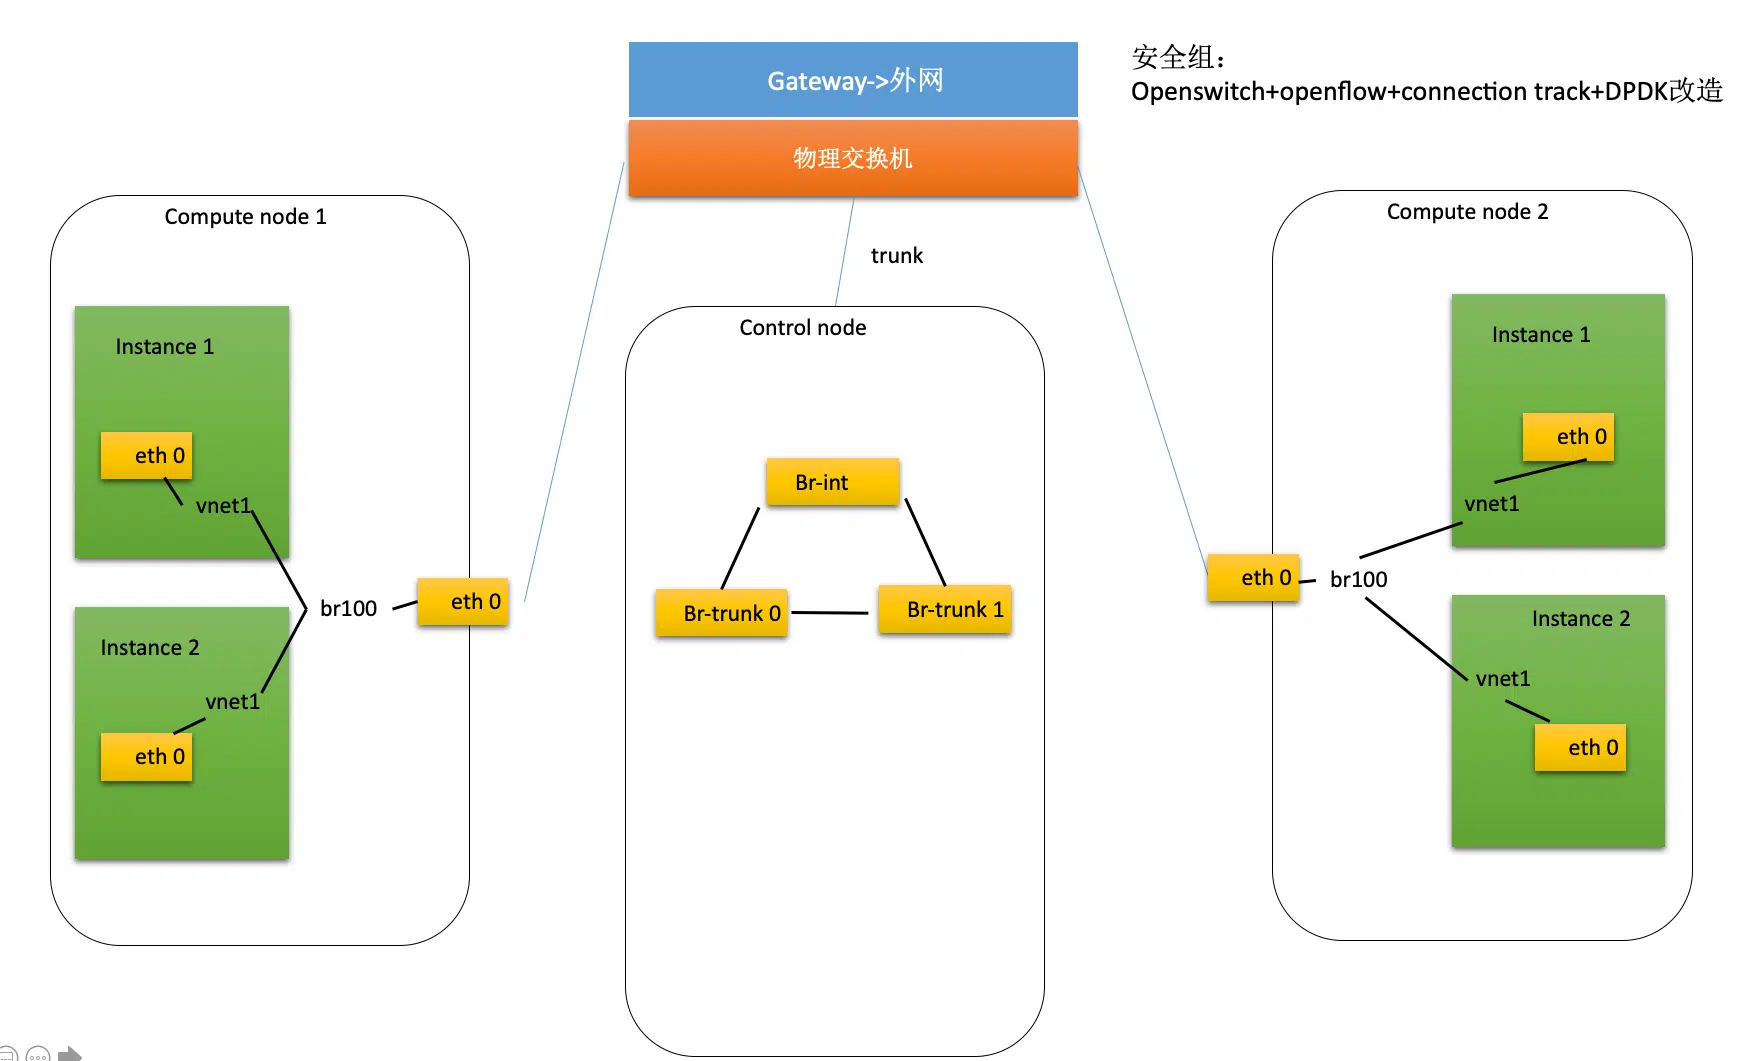 Gateway->外网
物理交换机
安全组：
Openswitch+openflow+connection track+DPDK改造
trunk
Compute node 1
Instance 1
eth 0
vnet1
br100
eth 0
Instance 2
vnet1
eth 0
Control node
Br-int
Br-trunk 0
Br-trunk 1
Compute node 2
Instance 1
eth 0
vnet1
eth 0
br100
Instance 2
vnet1
eth 0